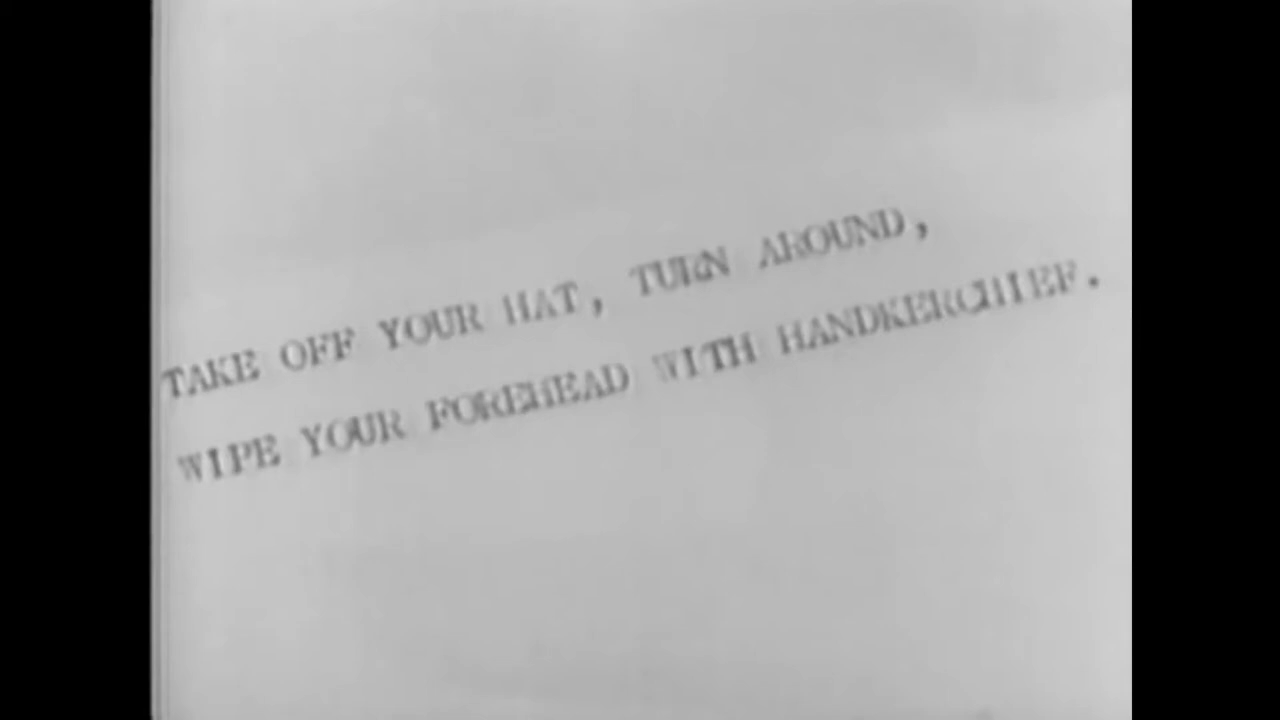 TAKE OFF YOUR HAT, TURN AROUND,
WIPE YOUR FOREHEAD WITH HANDKERCHIEF.